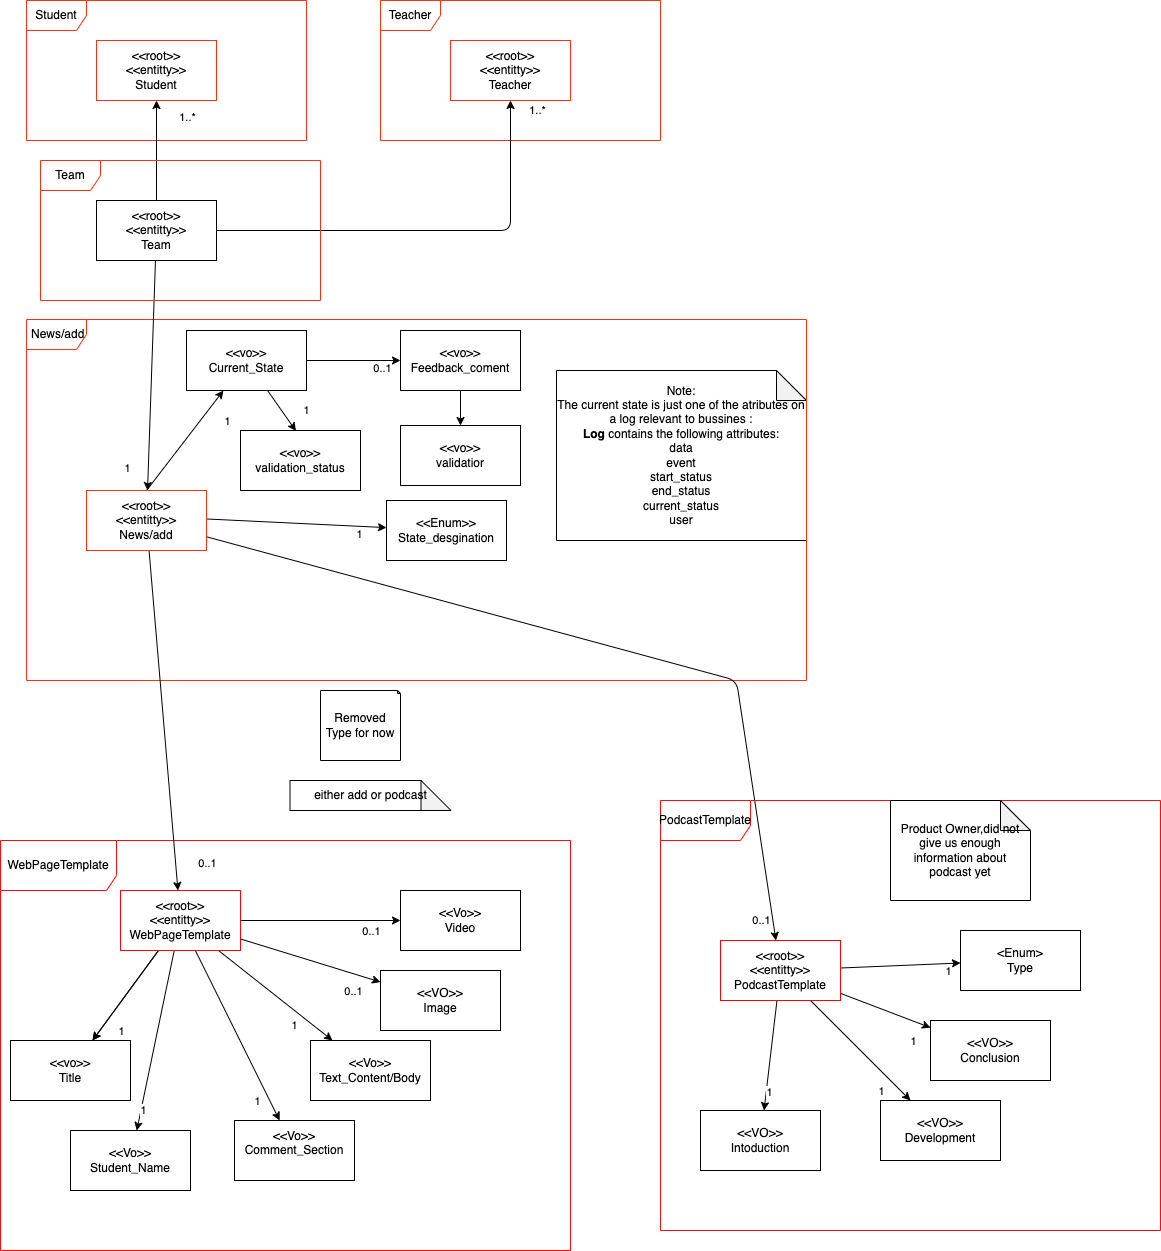 Student
<<root>>
<<entitty>>
Student
1..*
Teacher
<<root>>
<<entity>>
Teacher
1..*
Team
<<root>>
<<entity>>
Team
1
News/add
<<vo>>
Current_State
0..1
<<vo>>
Feedback_coment
1
1
<<vo>>
validation_status
<<vo>>
validatior
Note:
The current state is just one of the atributes on
a log relevant to bussines :
Log contains the following attributes:
data
event
start_status
end_status
current_status
user
<<root>>
<<entity>>
News/add
1
<<Enum>>
State_desgination
Removed
Type for now
either add or podcast
WebPageTemplate
0..1
<<root>>
<<entity>>
WebPageTemplate
0..1
<<Vo>>
Video
0..1
<<VO>>
Image
1
<<vo>>
Title
1
<<Vo>>
Text_Content/Body
1
<<Vo>>
Student_Name
1
<<Vo>>
Comment_Section
PodcastTemplate
Product Owner,did not
give us enough
information about
podcast yet
0..1
<<root>>
<<entity>>
PodcastTemplate
1
<Enum>
Type
1
<<VO>>
Conclusion
1
<<VO>>
Intoduction
1
<<VO>>
Development